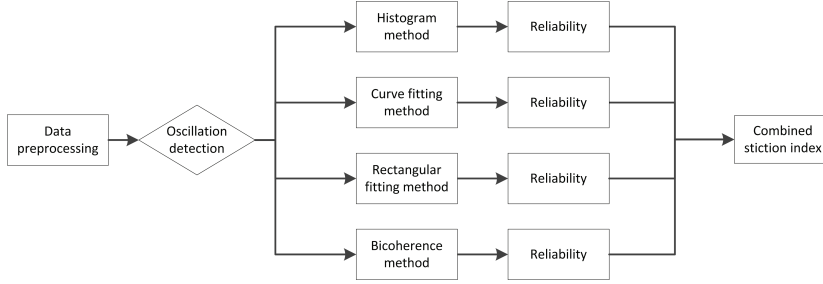 Data
preprocessing
Oscillation
detection
Histogram
method
Reliability
Curve fitting
method
Reliability
Rectangular
fitting method
Reliability
Bicoherence
method
Reliability
Combined
stiction index